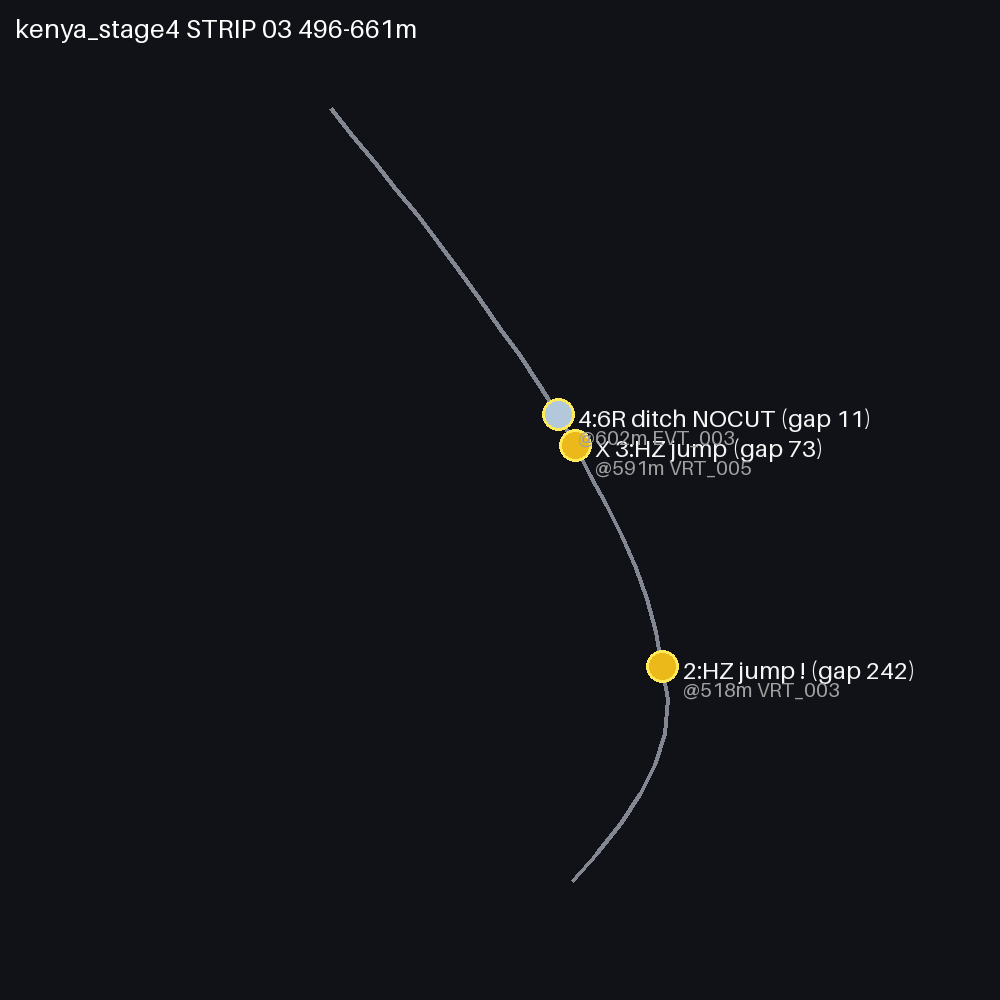 kenya_stage4 STRIP 03 496-661m
4:6R ditch NOCUT (gap 11)
@602m EVT_003
X 3:HZ jump (gap 73)
@591m VRT_005
2:HZ jump ! (gap 242)
@518m VRT_003